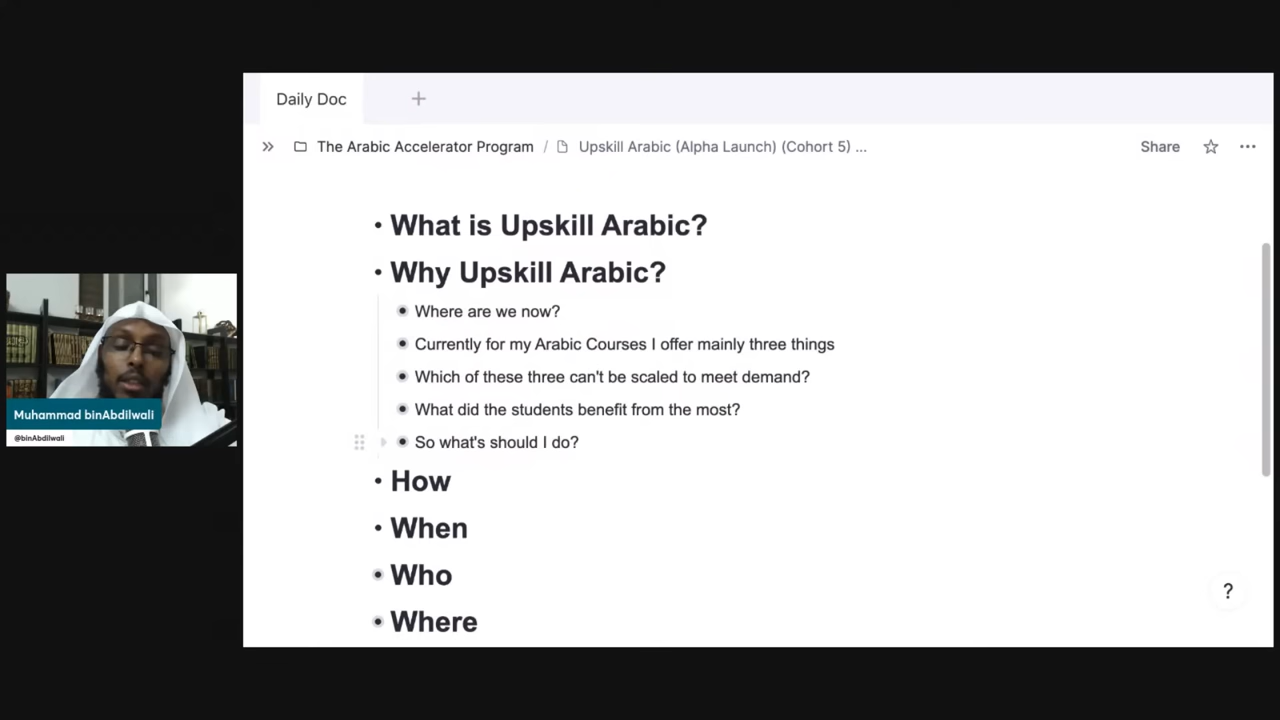 Daily Doc
The Arabic Accelerator Program / Upskill Arabic (Alpha Launch) (Cohort 5) ...
Share
What is Upskill Arabic?
Why Upskill Arabic?
Where are we now?
Currently for my Arabic Courses I offer mainly three things
Which of these three can't be scaled to meet demand?
What did the students benefit from the most?
So what's should I do?
How
When
Who
Where
?
Muhammad binAbdilwali
@binAbdilwali